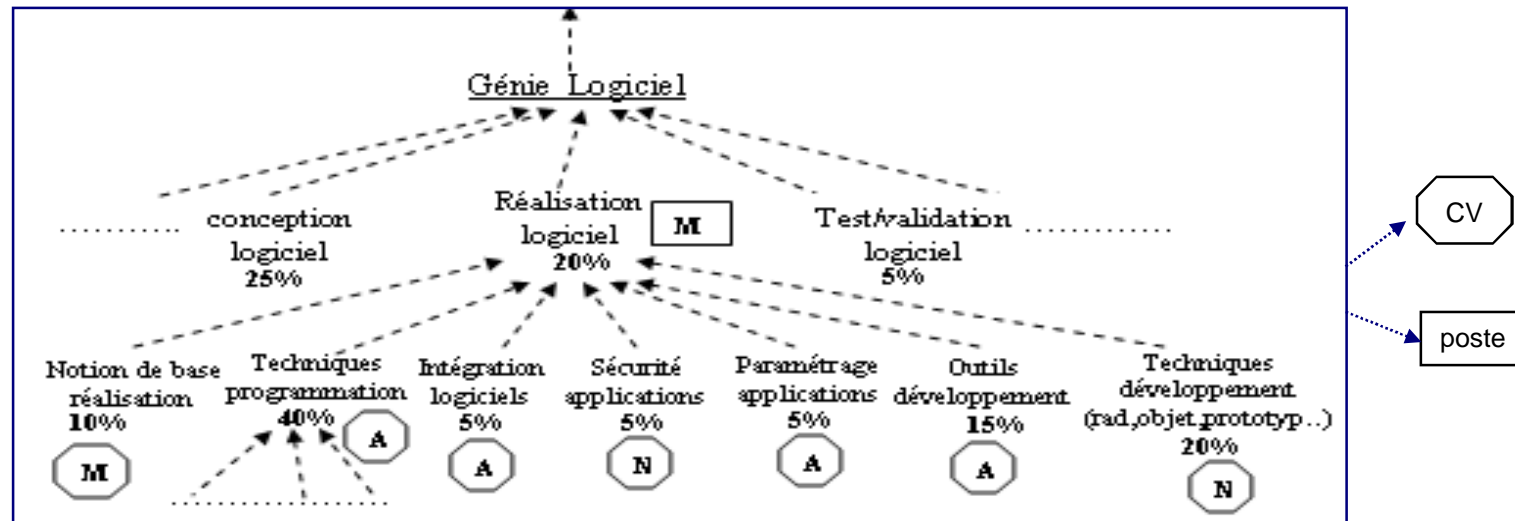 Génie Logiciel
.......... conception
logiciel
25%
Réalisation
logiciel
20%
M
Test/validation ..............
logiciel
5%
Notion de base
réalisation
10%
M
Techniques
programmation
40%
A
Intégration
logiciels
5%
A
Sécurité
applications
5%
N
Paramétrage
applications
5%
A
Outils
développement
15%
A
Techniques
développement
(rad,objet,prototyp..)
20%
N
CV
poste